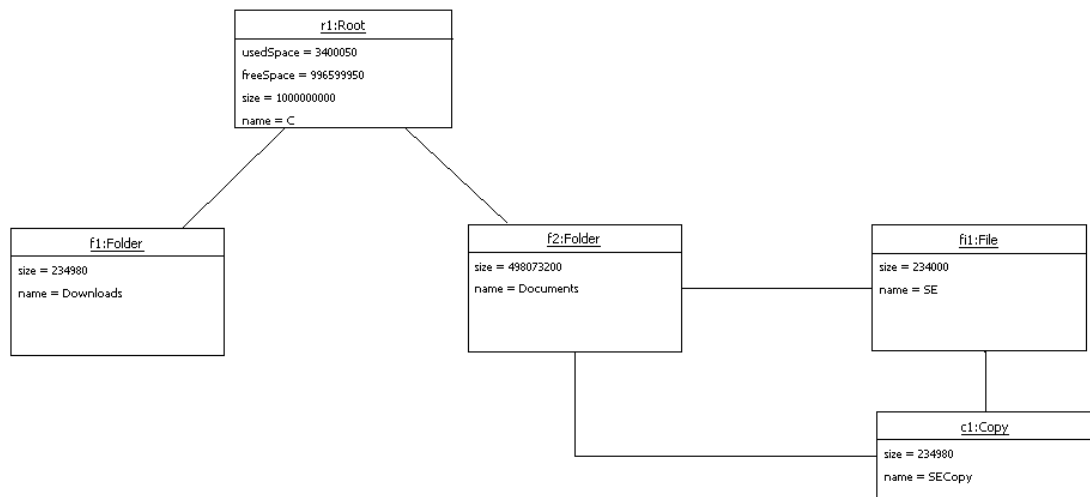 r1:Root
usedSpace = 3400050
freeSpace = 996599950
size = 1000000000
name = C
f1:Folder
size = 234980
name = Downloads
f2:Folder
size = 498073200
name = Documents
fi1:File
size = 234000
name = SE
c1:Copy
size = 234980
name = SECopy